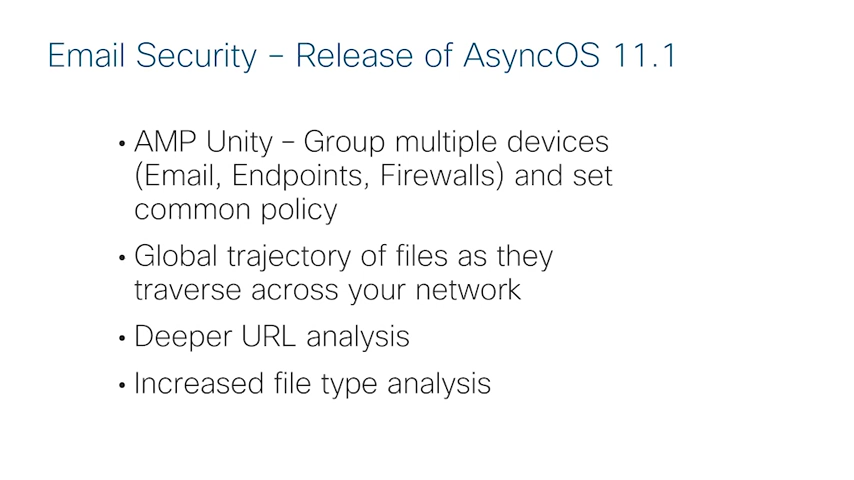 Email Security – Release of AsyncOS 11.1
• AMP Unity – Group multiple devices
(Email, Endpoints, Firewalls) and set
common policy
• Global trajectory of files as they
traverse across your network
• Deeper URL analysis
• Increased file type analysis